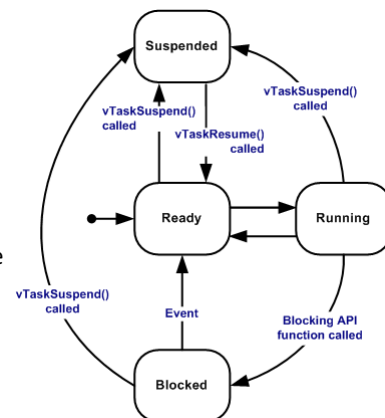 Suspended
vTaskSuspend()
called
vTaskSuspend()
called
vTaskResume()
called
Ready
Running
e
vTaskSuspend()
called
Event
Blocking API
function called
Blocked